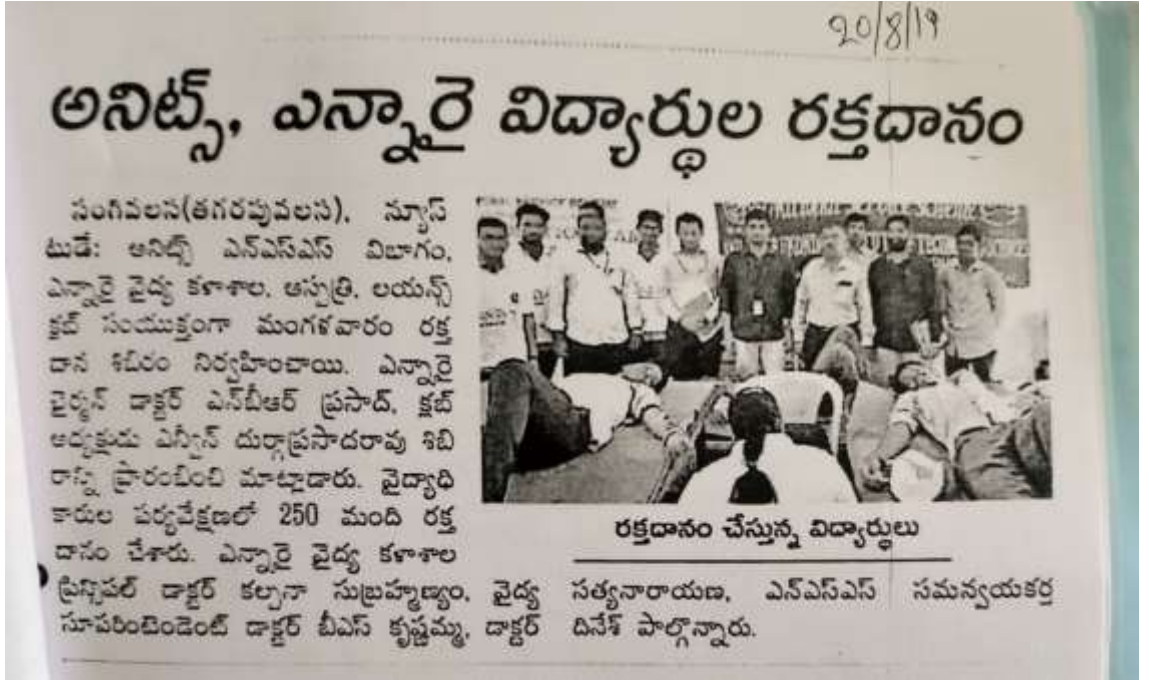 20/8/19
అనిట్స్, ఎన్నారై విద్యార్థుల రక్తదానం
సంగివలస(తగరపువలస), న్యూస్
టుడే: అనిట్స్ ఎన్ఎస్ఎస్ విభాగం,
ఎన్నారై వైద్య కళాశాల, ఆస్పత్రి, లయన్స్
క్లబ్ సంయుక్తంగా మంగళవారం రక్త
దాన శిబిరం నిర్వహించాయి. ఎన్నారై
ఛైర్మన్ డాక్టర్ ఎన్‌బీఆర్ ప్రసాద్, క్లబ్
అధ్యక్షుడు ఎస్వీఎన్ దుర్గాప్రసాదరావు శిబి
రాన్ని ప్రారంభించి మాట్లాడారు. వైద్యాధి
కారుల పర్యవేక్షణలో 250 మంది రక్త
దానం చేశారు. ఎన్నారై వైద్య కళాశాల
ప్రిన్సిపల్ డాక్టర్ కల్పనా సుబ్రహ్మణ్యం, వైద్య
సూపరింటెండెంట్ డాక్టర్ బీఎస్ కృష్ణమ్మ, డాక్టర్
రక్తదానం చేస్తున్న విద్యార్థులు
సత్యనారాయణ, ఎన్ఎస్ఎస్ సమన్వయకర్త
దినేశ్ పాల్గొన్నారు.